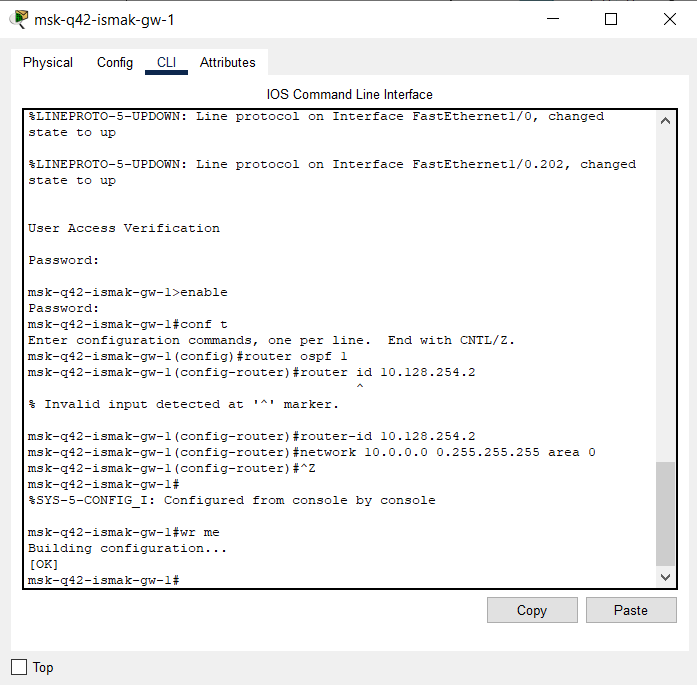 msk-q42-ismak-gw-1
Physical Config CLI Attributes
IOS Command Line Interface
%LINEPROTO-5-UPDOWN: Line protocol on Interface FastEthernet1/0, changed
state to up
%LINEPROTO-5-UPDOWN: Line protocol on Interface FastEthernet1/0.202, changed
state to up
User Access Verification
Password:
msk-q42-ismak-gw-1>enable
Password:
msk-q42-ismak-gw-1#conf t
Enter configuration commands, one per line.  End with CNTL/Z.
msk-q42-ismak-gw-1(config)#router ospf 1
msk-q42-ismak-gw-1(config-router)#router id 10.128.254.2
^
% Invalid input detected at '^' marker.
msk-q42-ismak-gw-1(config-router)#router-id 10.128.254.2
msk-q42-ismak-gw-1(config-router)#network 10.0.0.0 0.255.255.255 area 0
msk-q42-ismak-gw-1(config-router)#^Z
msk-q42-ismak-gw-1#
%SYS-5-CONFIG_I: Configured from console by console
msk-q42-ismak-gw-1#wr me
Building configuration...
[OK]
msk-q42-ismak-gw-1#
Copy Paste
Top